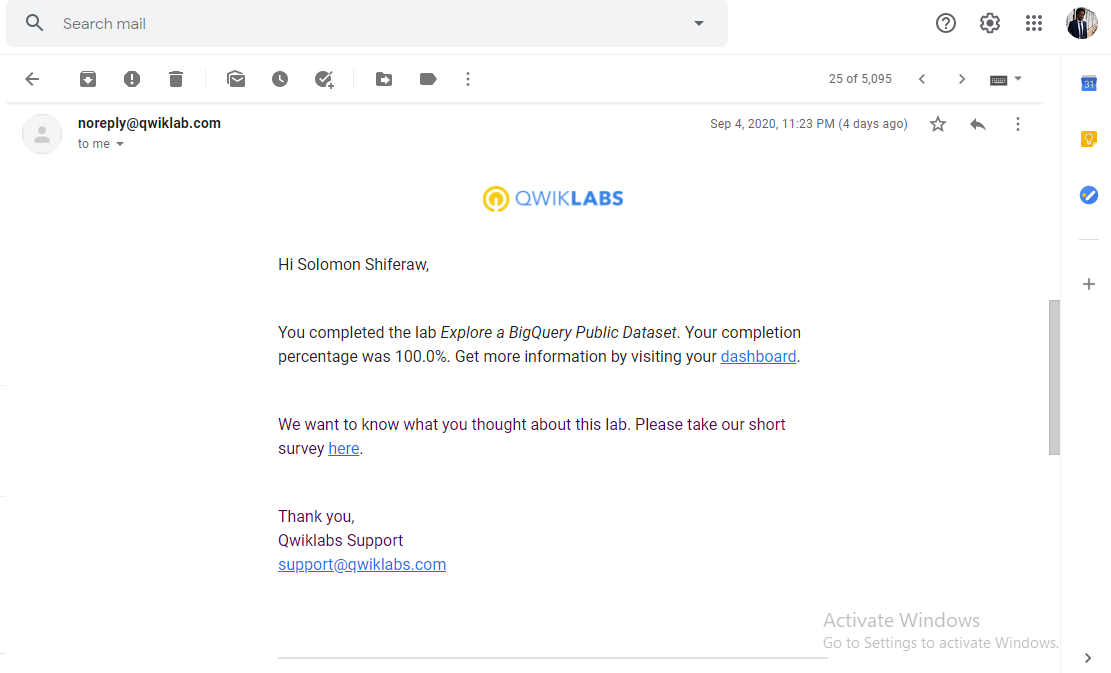 Search mail
25 of 5,095
31
noreply@qwiklab.com
Sep 4, 2020, 11:23 PM (4 days ago)
to me
QWIKLABS
Hi Solomon Shiferaw,
You completed the lab Explore a BigQuery Public Dataset. Your completion
percentage was 100.0%. Get more information by visiting your dashboard.
We want to know what you thought about this lab. Please take our short
survey here.
Thank you,
Qwiklabs Support
support@qwiklabs.com
Activate Windows
Go to Settings to activate Windows.